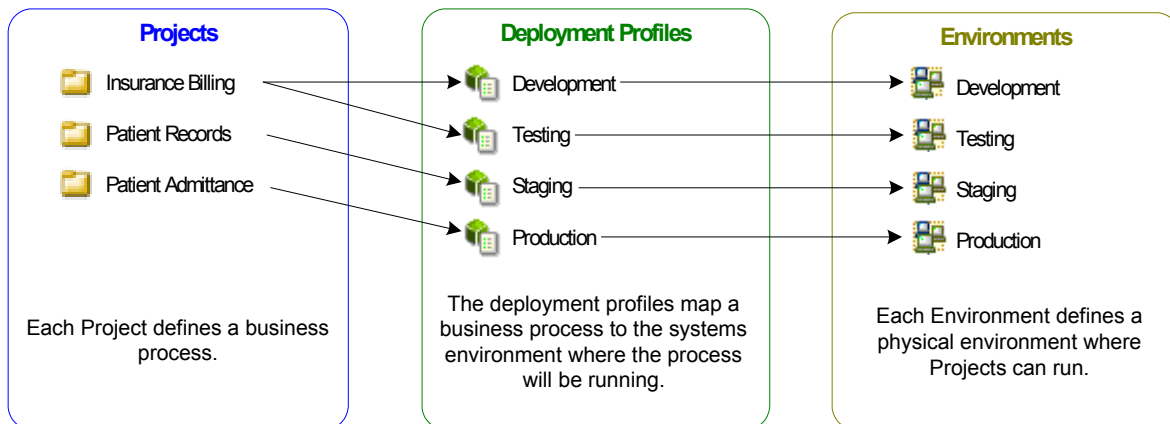 Projects
Insurance Billing
Patient Records
Patient Admittance
Each Project defines a business
process.
Deployment Profiles
Development
Testing
Staging
Production
The deployment profiles map a
business process to the systems
environment where the process
will be running.
Environments
Development
Testing
Staging
Production
Each Environment defines a
physical environment where
Projects can run.